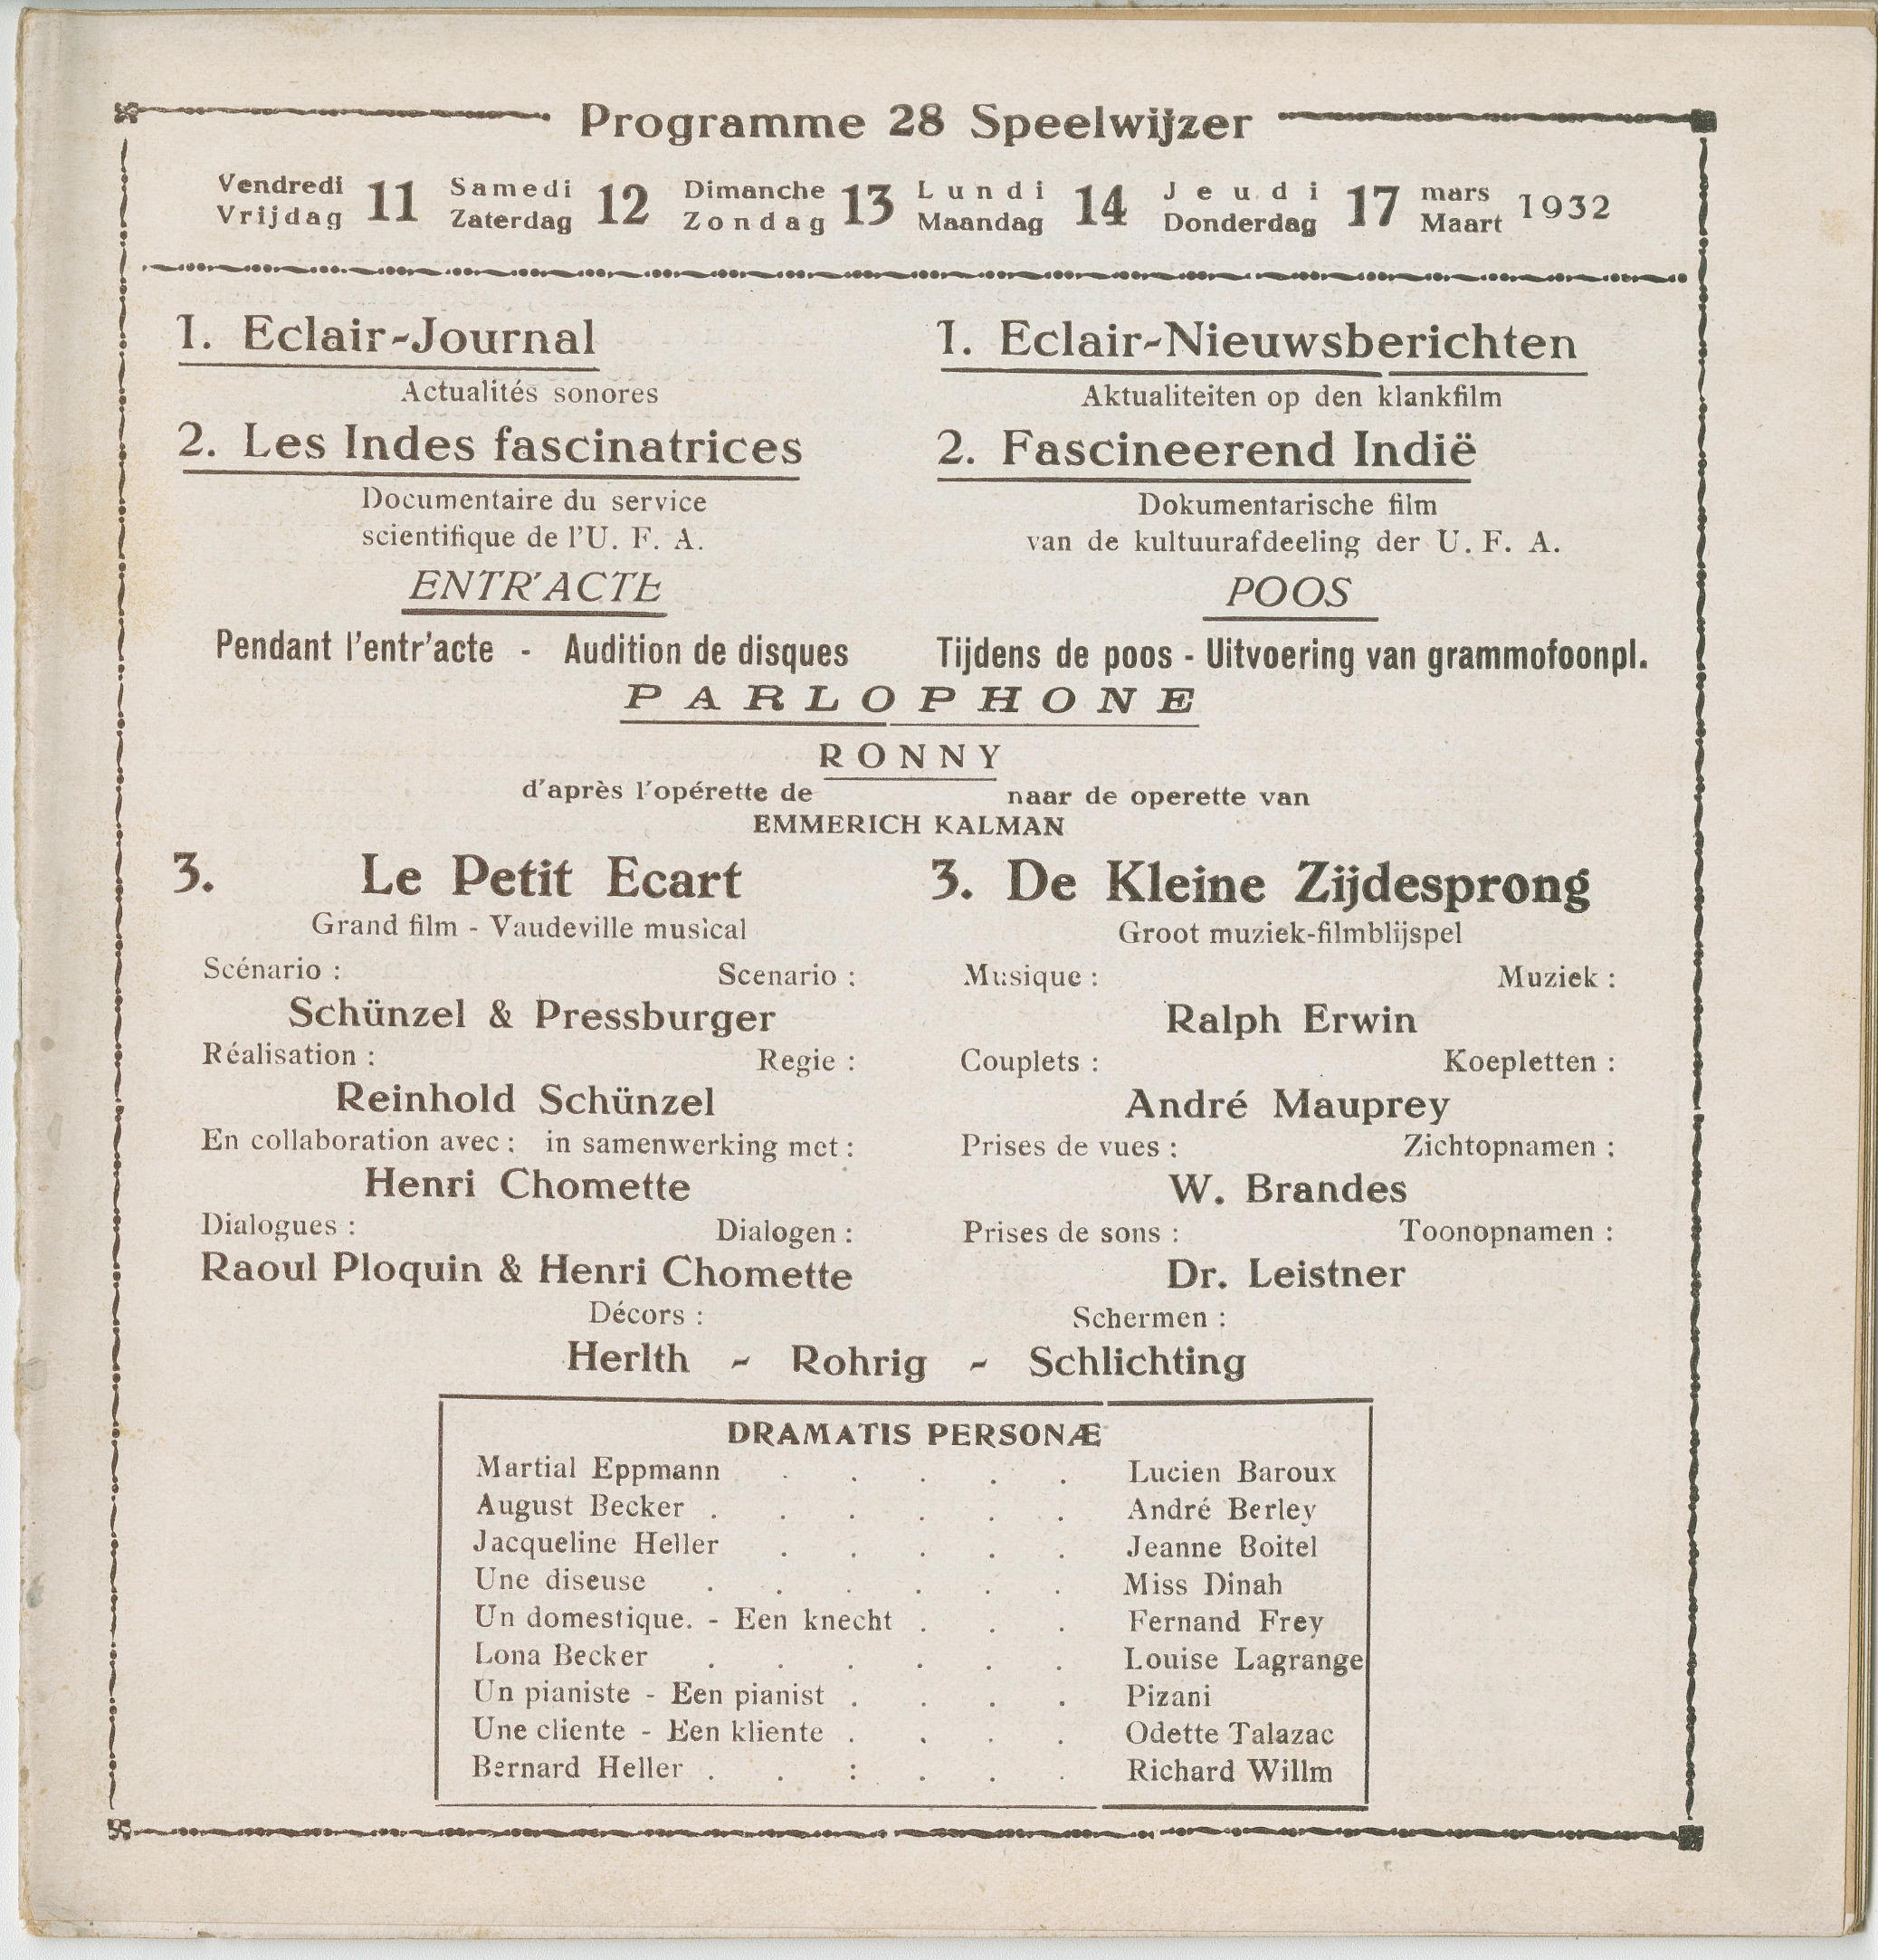 Programme 28 Speelwijzer
Vendredi 11 Samedi 12 Dimanche 13 Lundi 14 Jeudi 17 mars 1932
Vrijdag Zaterdag Zondag Maandag Donderdag Maart
1. Eclair-Journal
Actualités sonores
2. Les Indes fascinatrices
Documentaire du service
scientifique de l'U. F. A.
ENTR'ACTE
Pendant l'entr'acte - Audition de disques
1. Eclair-Nieuwsberichten
Aktualiteiten op den klankfilm
2. Fascineerend Indië
Dokumentarische film
van de kultuurafdeeling der U. F. A.
POOS
Tijdens de poos - Uitvoering van grammofoonpl.
PARLOPHONE
RONNY
d'après l'opérette de naar de operette van
EMMERICH KALMAN
3. Le Petit Ecart
Grand film - Vaudeville musical
Scénario : Scenario :
Schünzel & Pressburger
Réalisation : Regie :
Reinhold Schünzel
En collaboration avec : in samenwerking met :
Henri Chomette
Dialogues : Dialogen :
Raoul Ploquin & Henri Chomette
3. De Kleine Zijdesprong
Groot muziek-filmblijspel
Musique : Muziek :
Ralph Erwin
Couplets : Koepletten :
André Mauprey
Prises de vues : Zichtopnamen :
W. Brandes
Prises de sons : Toonopnamen :
Dr. Leistner
Décors : Schermen :
Herlth - Rohrig - Schlichting
DRAMATIS PERSONÆ
Martial Eppmann . . . . . Lucien Baroux
August Becker . . . . . . André Berley
Jacqueline Heller . . . . . Jeanne Boitel
Une diseuse . . . . . . Miss Dinah
Un domestique. - Een knecht . . . Fernand Frey
Lona Becker . . . . . . Louise Lagrange
Un pianiste - Een pianist . . . . Pizani
Une cliente - Een kliente . . . . Odette Talazac
Bernard Heller . . : . . . Richard Willm